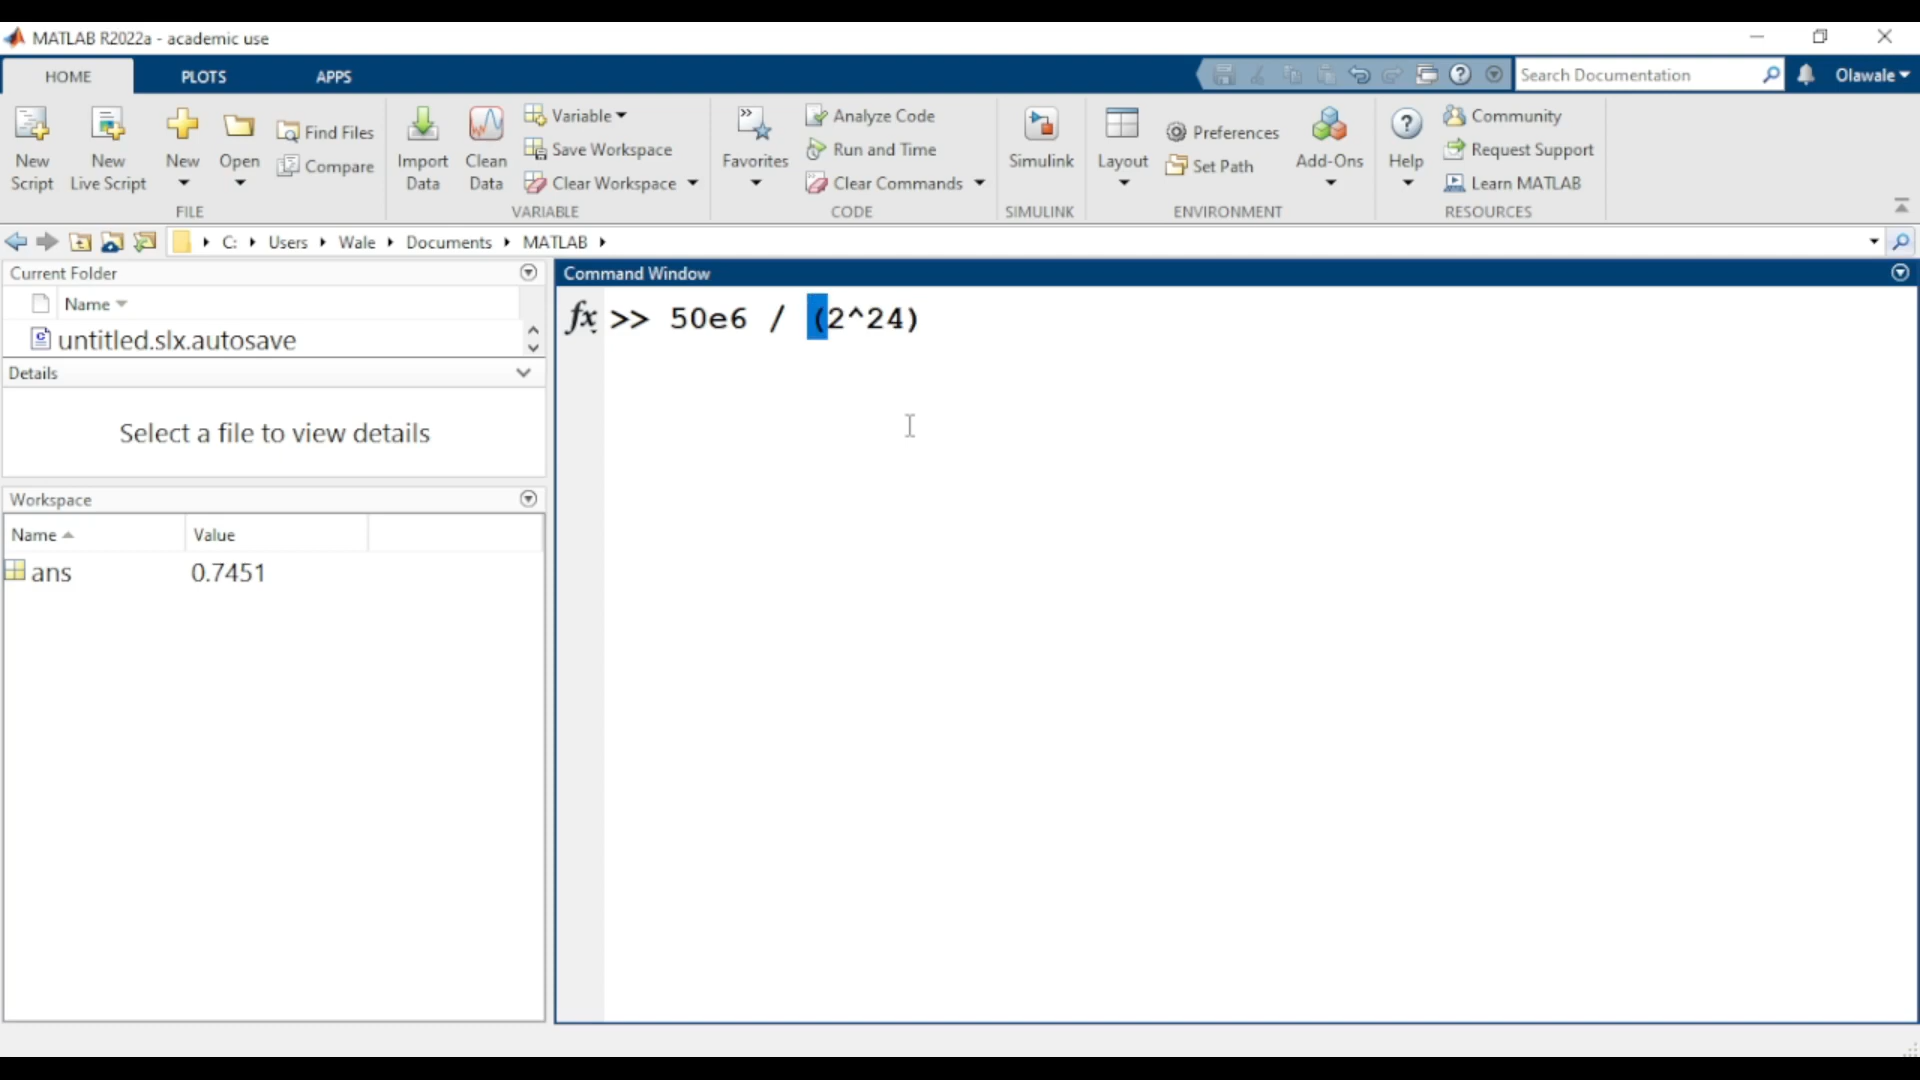 MATLAB R2022a - academic use
HOME PLOTS APPS
Search Documentation
Olawale
New Script
New Live Script
New
Open
Find Files
Compare
FILE
Import Data
Clean Data
Variable
Save Workspace
Clear Workspace
VARIABLE
Favorites
Analyze Code
Run and Time
Clear Commands
CODE
Simulink
SIMULINK
Layout
Preferences
Set Path
Add-Ons
ENVIRONMENT
Help
Community
Request Support
Learn MATLAB
RESOURCES
C: Users Wale Documents MATLAB
Current Folder
Name
untitled.slx.autosave
Details
Select a file to view details
Workspace
Name Value
ans 0.7451
Command Window
fx >> 50e6 / (2^24)